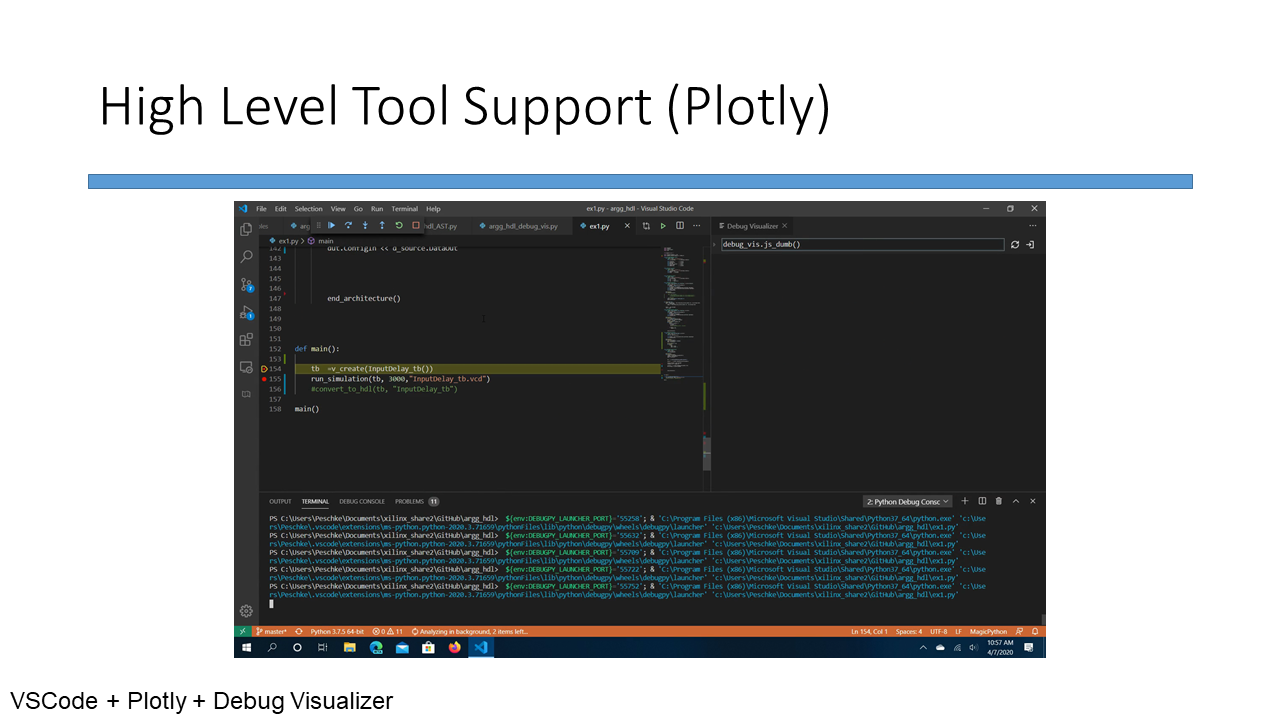 High Level Tool Support (Plotly)
File Edit Selection View Go Run Terminal Help
ex1.py - argg_hdl - Visual Studio Code
hdl_AST.py argg_hdl_debug_vis.py ex1.py
Debug Visualizer
ex1.py > main
debug_vis.js_dumb()
142 dut.ConfigIn << d_source.DataOut
143
144
145
146
147 end_architecture()
148
149
150
151
152 def main():
153
154 tb =v_create(InputDelay_tb())
155 run_simulation(tb, 3000,"InputDelay_tb.vcd")
156 #convert_to_hdl(tb, "InputDelay_tb")
157
158 main()
OUTPUT TERMINAL DEBUG CONSOLE PROBLEMS 11
2: Python Debug Consc
PS C:\Users\Peschke\Documents\xilinx_share2\GitHub\argg_hdl> ${env:DEBUGPY_LAUNCHER_PORT}='55258'; & 'C:\Program Files (x86)\Microsoft Visual Studio\Shared\Python37_64\python.exe' 'c:\Use
rs\Peschke\.vscode\extensions\ms-python.python-2020.3.71659\pythonFiles\lib\python\debugpy\wheels\debugpy\launcher' 'c:\Users\Peschke\Documents\xilinx_share2\GitHub\argg_hdl\ex1.py'
PS C:\Users\Peschke\Documents\xilinx_share2\GitHub\argg_hdl> ${env:DEBUGPY_LAUNCHER_PORT}='55632'; & 'C:\Program Files (x86)\Microsoft Visual Studio\Shared\Python37_64\python.exe' 'c:\Use
rs\Peschke\.vscode\extensions\ms-python.python-2020.3.71659\pythonFiles\lib\python\debugpy\wheels\debugpy\launcher' 'c:\Users\Peschke\Documents\xilinx_share2\GitHub\argg_hdl\ex1.py'
PS C:\Users\Peschke\Documents\xilinx_share2\GitHub\argg_hdl> ${env:DEBUGPY_LAUNCHER_PORT}='55709'; & 'C:\Program Files (x86)\Microsoft Visual Studio\Shared\Python37_64\python.exe' 'c:\Use
rs\Peschke\.vscode\extensions\ms-python.python-2020.3.71659\pythonFiles\lib\python\debugpy\wheels\debugpy\launcher' 'c:\Users\Peschke\Documents\xilinx_share2\GitHub\argg_hdl\ex1.py'
PS C:\Users\Peschke\Documents\xilinx_share2\GitHub\argg_hdl> ${env:DEBUGPY_LAUNCHER_PORT}='55722'; & 'C:\Program Files (x86)\Microsoft Visual Studio\Shared\Python37_64\python.exe' 'c:\Use
rs\Peschke\.vscode\extensions\ms-python.python-2020.3.71659\pythonFiles\lib\python\debugpy\wheels\debugpy\launcher' 'c:\Users\Peschke\Documents\xilinx_share2\GitHub\argg_hdl\ex1.py'
PS C:\Users\Peschke\Documents\xilinx_share2\GitHub\argg_hdl> ${env:DEBUGPY_LAUNCHER_PORT}='55752'; & 'C:\Program Files (x86)\Microsoft Visual Studio\Shared\Python37_64\python.exe' 'c:\Use
rs\Peschke\.vscode\extensions\ms-python.python-2020.3.71659\pythonFiles\lib\python\debugpy\wheels\debugpy\launcher' 'c:\Users\Peschke\Documents\xilinx_share2\GitHub\argg_hdl\ex1.py'
master* Python 3.7.5 64-bit 0 11 Analyzing in background, 2 items left... Ln 154, Col 1 Spaces: 4 UTF-8 LF MagicPython
10:57 AM
4/7/2020
VSCode + Plotly + Debug Visualizer